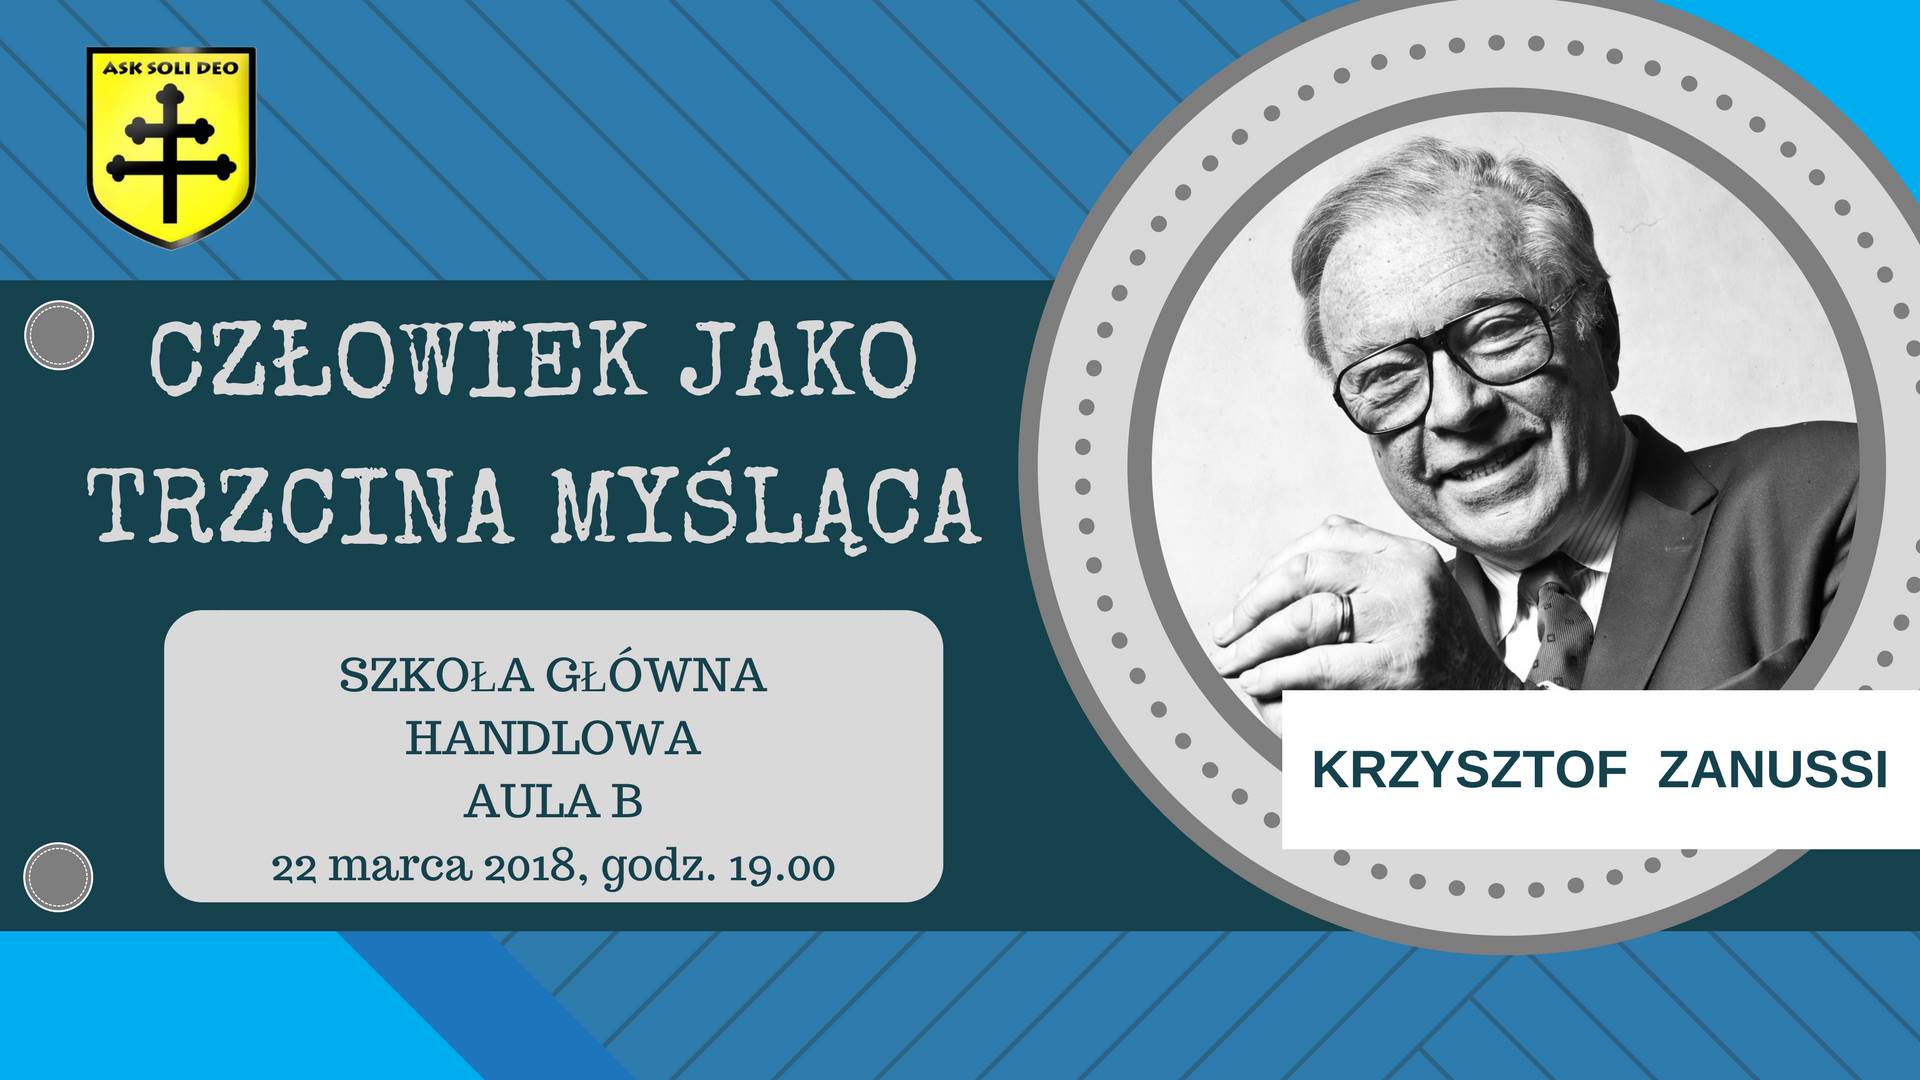 ASK SOLI DEO
CZŁOWIEK JAKO
TRZCINA MYŚLĄCA
SZKOŁA GŁÓWNA
HANDLOWA
AULA B
22 marca 2018, godz. 19.00
KRZYSZTOF ZANUSSI